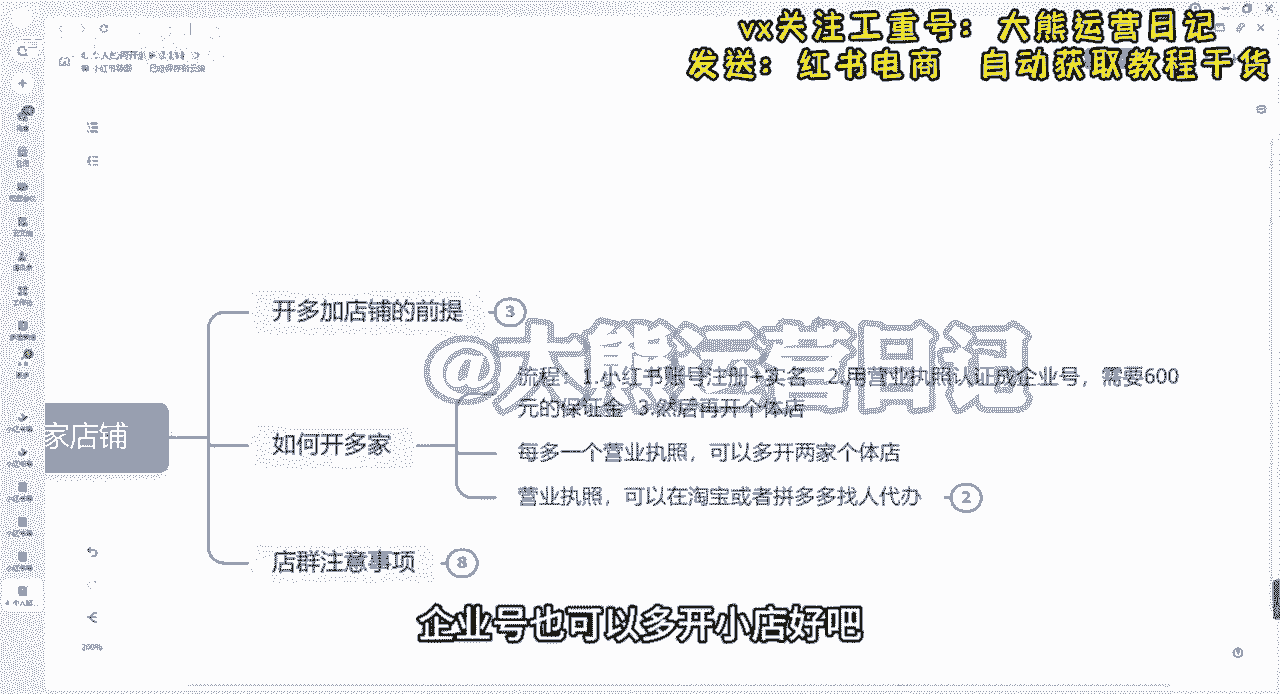 vx关注工重号：大熊运营日记
发送：红书电商 自动获取教程干货
开多加店铺的前提 3
@大熊运营日记
流程：1.小红书账号注册+实名 2.用营业执照认证成企业号，需要600
元的保证金 3.然后再开个体店
家店铺
如何开多家
每多一个营业执照，可以多开两家个体店
营业执照，可以在淘宝或者拼多多找人代办 2
店群注意事项 8
企业号也可以多开小店好吧
200%